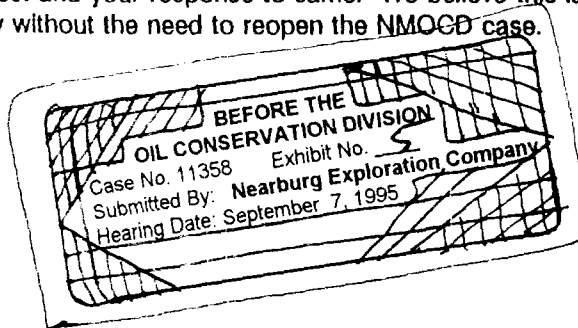 and your response to same. We believe this is
without the need to reopen the NMOCD case.
BEFORE THE
OIL CONSERVATION DIVISION
Case No. 11358 Exhibit No. 5
Submitted By: Nearburg Exploration Company
Hearing Date: September 7, 1995